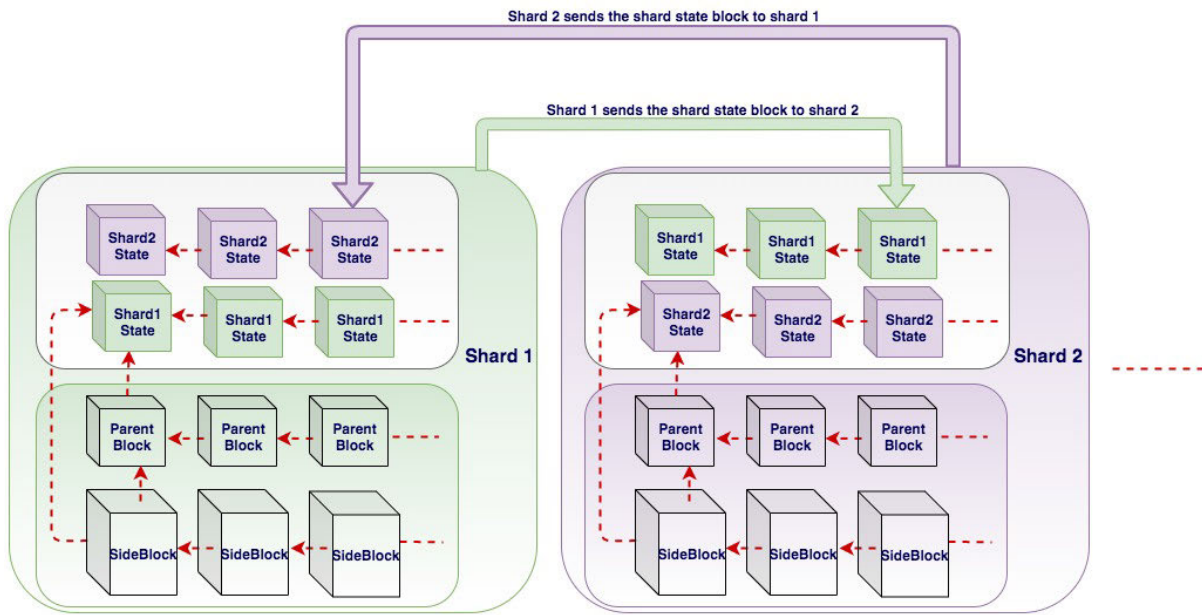 Shard 2 sends the shard state block to shard 1
Shard 1 sends the shard state block to shard 2
Shard2
State
Shard2
State
Shard2
State
Shard1
State
Shard1
State
Shard1
State
Shard 1
Parent
Block
Parent
Block
Parent
Block
SideBlock
SideBlock
SideBlock
Shard1
State
Shard1
State
Shard1
State
Shard2
State
Shard2
State
Shard2
State
Shard 2
Parent
Block
Parent
Block
Parent
Block
SideBlock
SideBlock
SideBlock